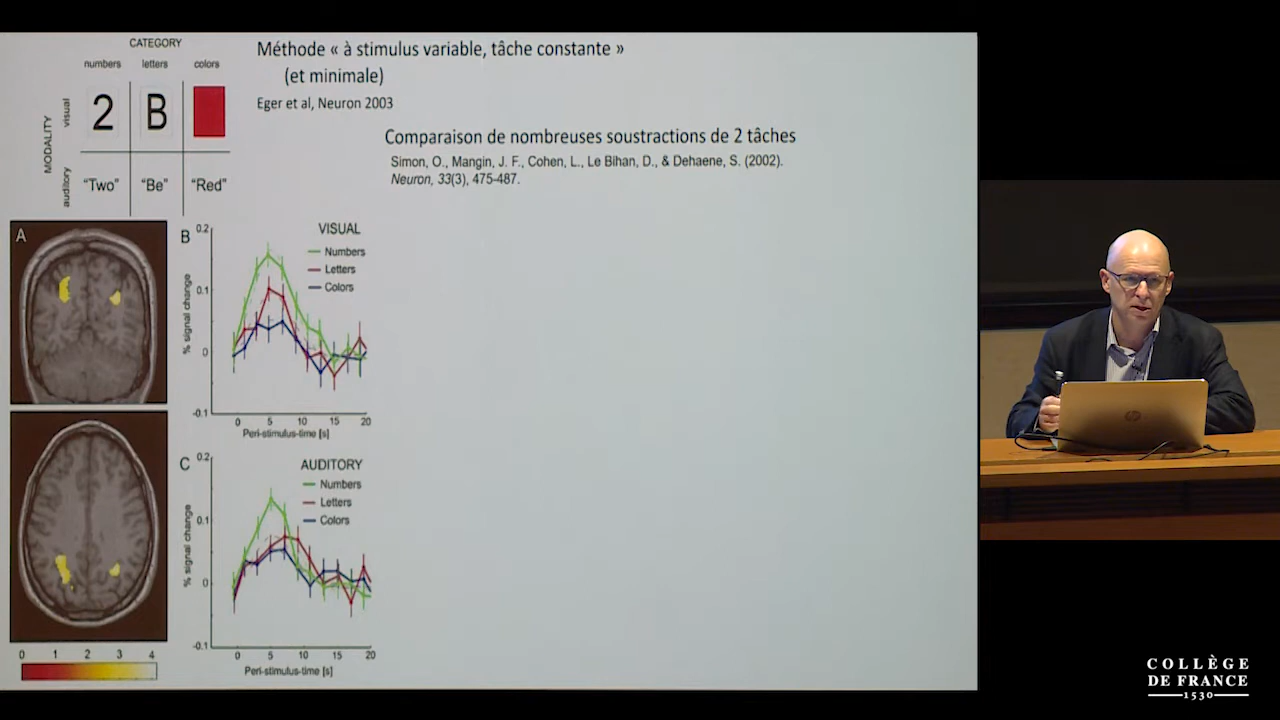 CATEGORY
numbers letters colors
MODALITY
visual
2 B
auditory
“Two” “Be” “Red”
Méthode « à stimulus variable, tâche constante »
(et minimale)
Eger et al, Neuron 2003
Comparaison de nombreuses soustractions de 2 tâches
Simon, O., Mangin, J. F., Cohen, L., Le Bihan, D., & Dehaene, S. (2002).
Neuron, 33(3), 475-487.
A
B
VISUAL
Numbers
Letters
Colors
% signal change
0.2
0.1
0
-0.1
0 5 10 15 20
Peri-stimulus-time [s]
C
AUDITORY
Numbers
Letters
Colors
% signal change
0.2
0.1
0
-0.1
0 5 10 15 20
Peri-stimulus-time [s]
0 1 2 3 4
hp
COLLÈGE
DE FRANCE
1530